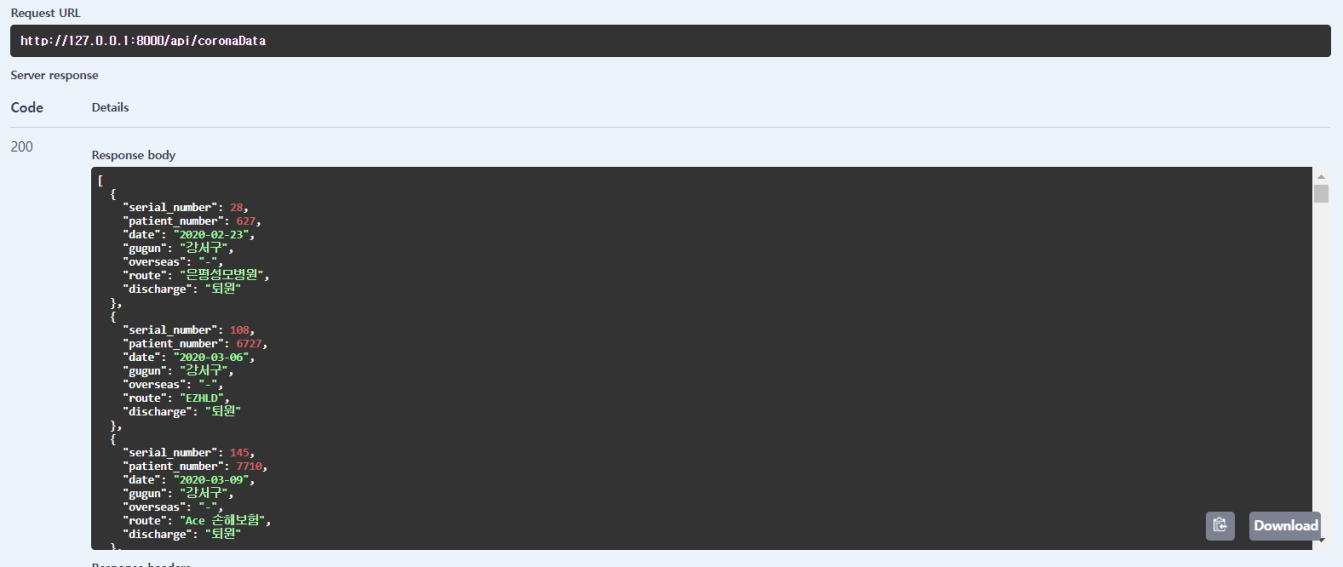 Request URL
http://127.0.0.1:8000/api/coronaData
Server response
Code Details
200
Response body
[
{
"serial_number": 28,
"patient_number": 627,
"date": "2020-02-23",
"gugun": "강서구",
"overseas": "-",
"route": "은평성모병원",
"discharge": "퇴원"
},
{
"serial_number": 108,
"patient_number": 6727,
"date": "2020-03-06",
"gugun": "강서구",
"overseas": "-",
"route": "EZHLD",
"discharge": "퇴원"
},
{
"serial_number": 145,
"patient_number": 7710,
"date": "2020-03-09",
"gugun": "강서구",
"overseas": "-",
"route": "Ace 손해보험",
"discharge": "퇴원"
},
Download
Response headers